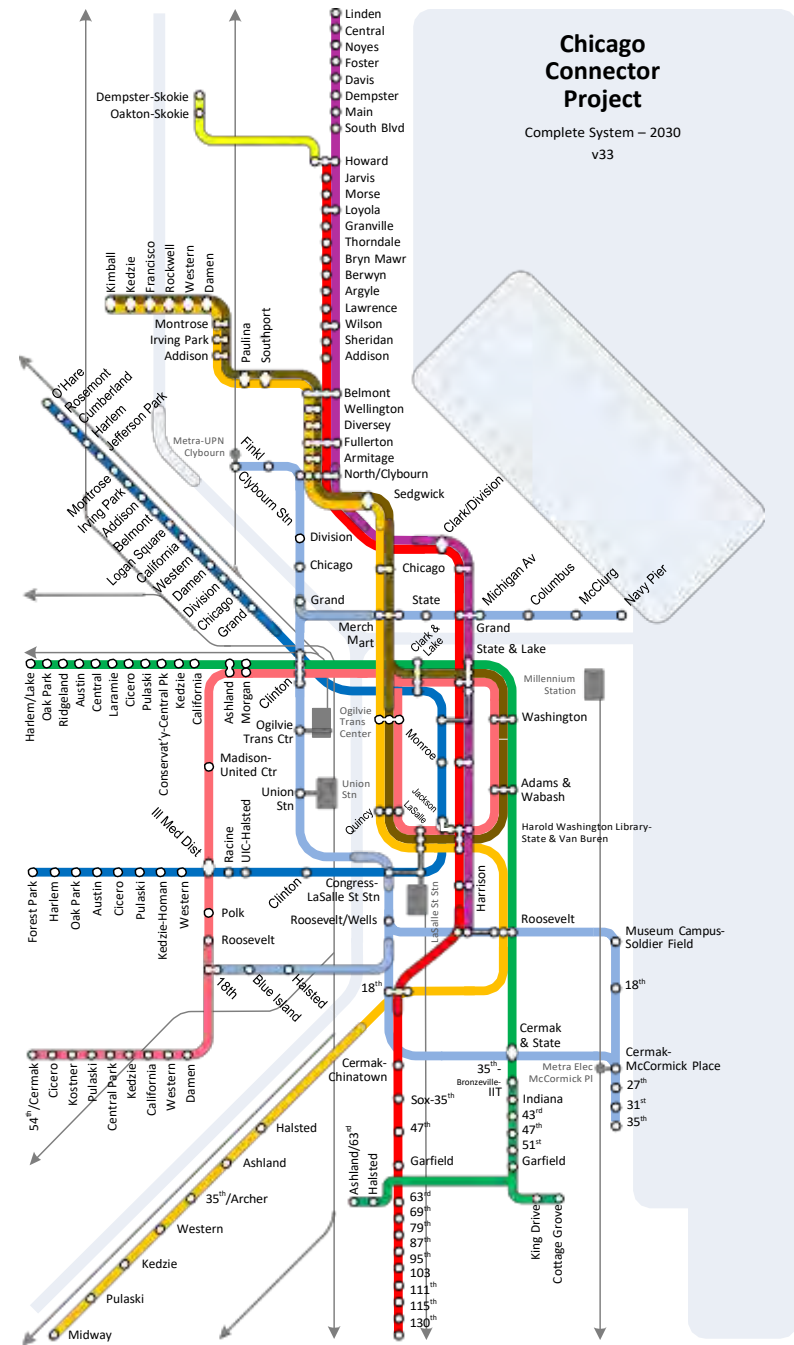 Chicago
Connector
Project
Complete System – 2030
v33
Linden
Central
Noyes
Foster
Davis
Dempster
Main
South Blvd
Dempster-Skokie
Oakton-Skokie
Howard
Jarvis
Morse
Loyola
Granville
Thorndale
Bryn Mawr
Berwyn
Argyle
Lawrence
Wilson
Sheridan
Addison
Kimball
Kedzie
Francisco
Rockwell
Western
Damen
Montrose
Irving Park
Addison
Paulina
Southport
Belmont
Wellington
Diversey
Fullerton
Armitage
North/Clybourn
Sedgwick
Clark/Division
O'Hare
Rosemont
Cumberland
Harlem
Jefferson Park
Montrose
Irving Park
Addison
Belmont
Logan Square
California
Western
Damen
Division
Chicago
Grand
Metra-UPN
Clybourn
Finkl
Clybourn Stn
Division
Chicago
Grand
Chicago
Merch
Mart
State
Grand
Michigan Av
Columbus
McClurg
Navy Pier
Clark &
Lake
State & Lake
Harlem/Lake
Oak Park
Ridgeland
Austin
Central
Laramie
Cicero
Pulaski
Conservat'y-Central Pk
Kedzie
California
Ashland
Morgan
Clinton
Ogilvie
Trans Ctr
Ogilvie
Trans
Center
Millennium
Station
Washington
Monroe
Madison-
United Ctr
Union
Stn
Union
Stn
Quincy
LaSalle
Jackson
Adams &
Wabash
Harold Washington Library-
State & Van Buren
Ill Med Dist
Racine
UIC-Halsted
Clinton
Forest Park
Harlem
Oak Park
Austin
Cicero
Pulaski
Kedzie-Homan
Western
Congress-
LaSalle St Stn
LaSalle St Stn
Harrison
Polk
Roosevelt
Roosevelt/Wells
Roosevelt
Museum Campus-
Soldier Field
18th
Blue Island
Halsted
18th
18th
54th/Cermak
Cicero
Kostner
Pulaski
Central Park
Kedzie
California
Western
Damen
Cermak-
Chinatown
Cermak
& State
Metra Elec
McCormick Pl
Cermak-
McCormick Place
27th
31st
35th
35th-
Bronzeville-
IIT
Indiana
43rd
47th
51st
Garfield
Sox-35th
47th
Garfield
Ashland/63rd
Halsted
King Drive
Cottage Grove
63rd
69th
79th
87th
95th
103
111th
115th
130th
Halsted
Ashland
35th/Archer
Western
Kedzie
Pulaski
Midway